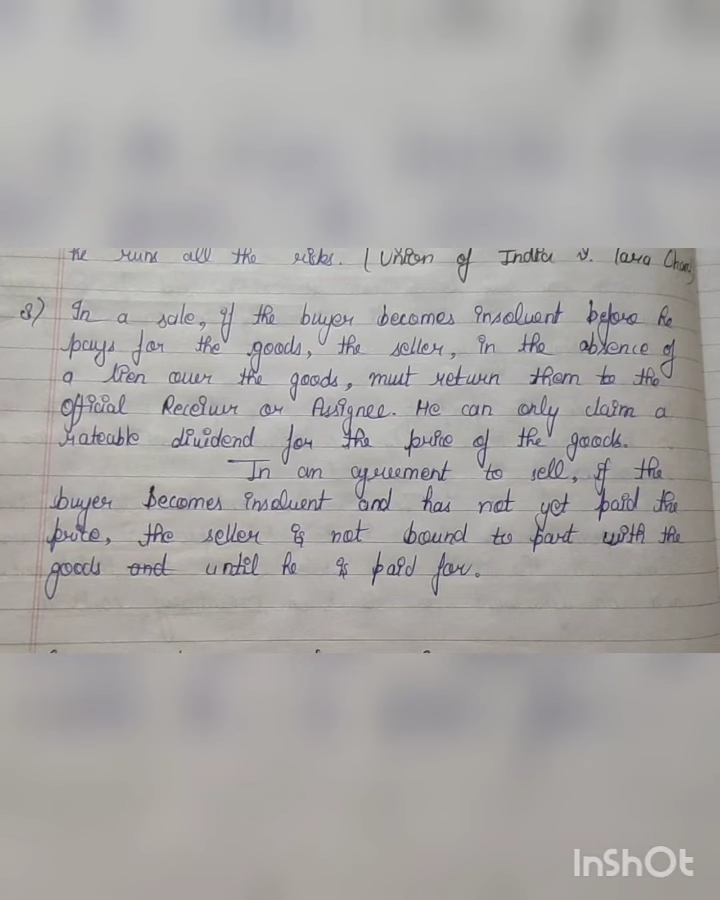 he runs all the risks. (Union of India v. Tara Chand
8) In a sale, if the buyer becomes insolvent before he
pays for the goods, the seller, in the absence of
a lien over the goods, must return them to the
Official Receiver or Assignee. He can only claim a
rateable dividend for the price of the goods.
In an agreement to sell, if the
buyer becomes insolvent and has not yet paid the
price, the seller is not bound to part with the
goods and until he is paid for.
InShOt